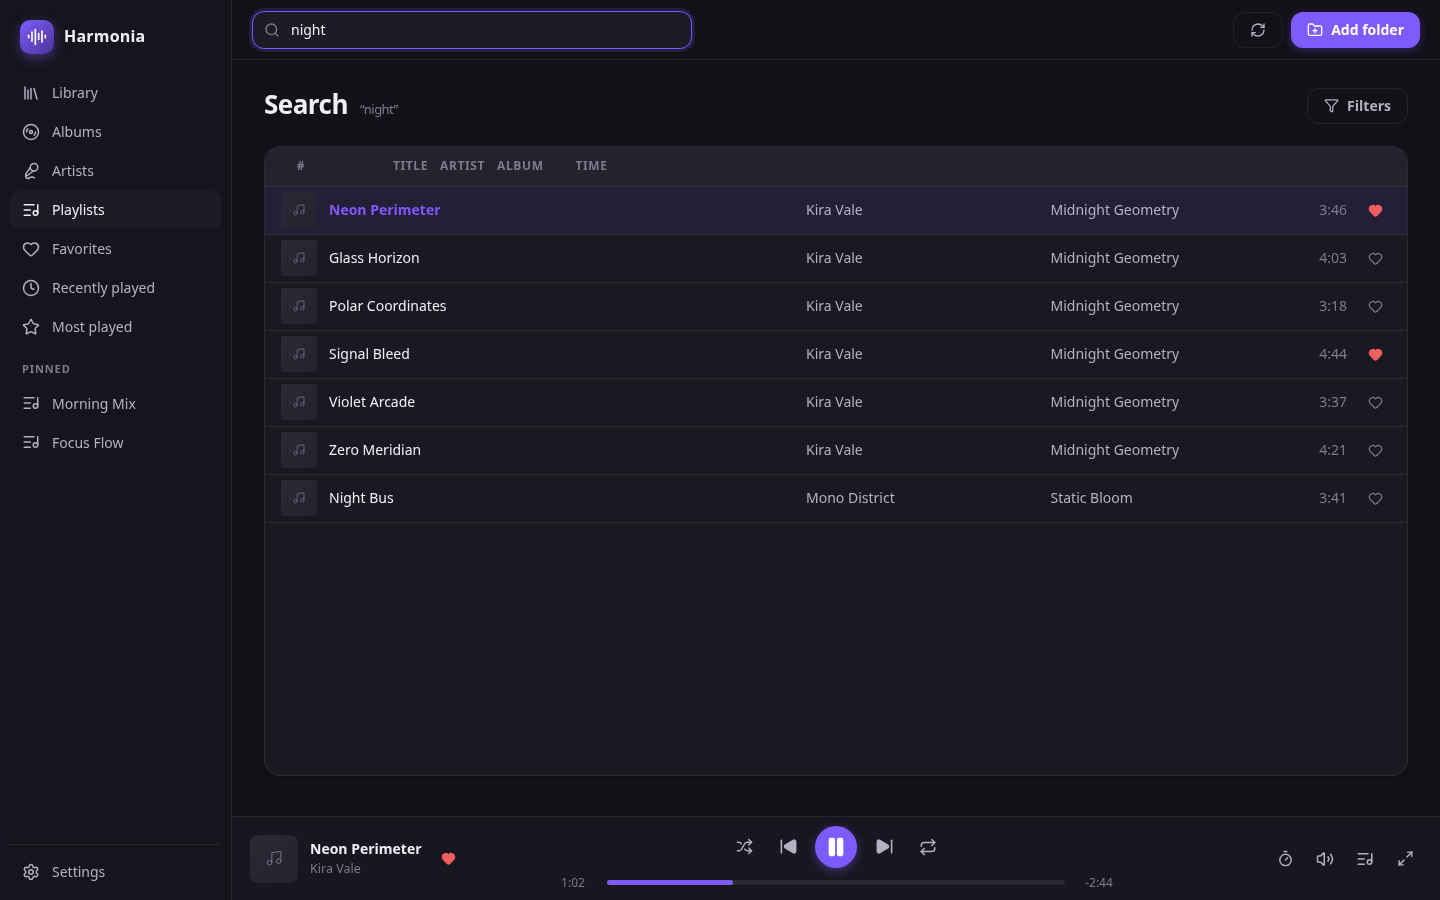 Harmonia
night
Add folder
Library
Albums
Artists
Playlists
Favorites
Recently played
Most played
PINNED
Morning Mix
Focus Flow
Settings
Search “night”
Filters
# TITLE ARTIST ALBUM TIME
Neon Perimeter Kira Vale Midnight Geometry 3:46
Glass Horizon Kira Vale Midnight Geometry 4:03
Polar Coordinates Kira Vale Midnight Geometry 3:18
Signal Bleed Kira Vale Midnight Geometry 4:44
Violet Arcade Kira Vale Midnight Geometry 3:37
Zero Meridian Kira Vale Midnight Geometry 4:21
Night Bus Mono District Static Bloom 3:41
Neon Perimeter
Kira Vale
1:02 -2:44